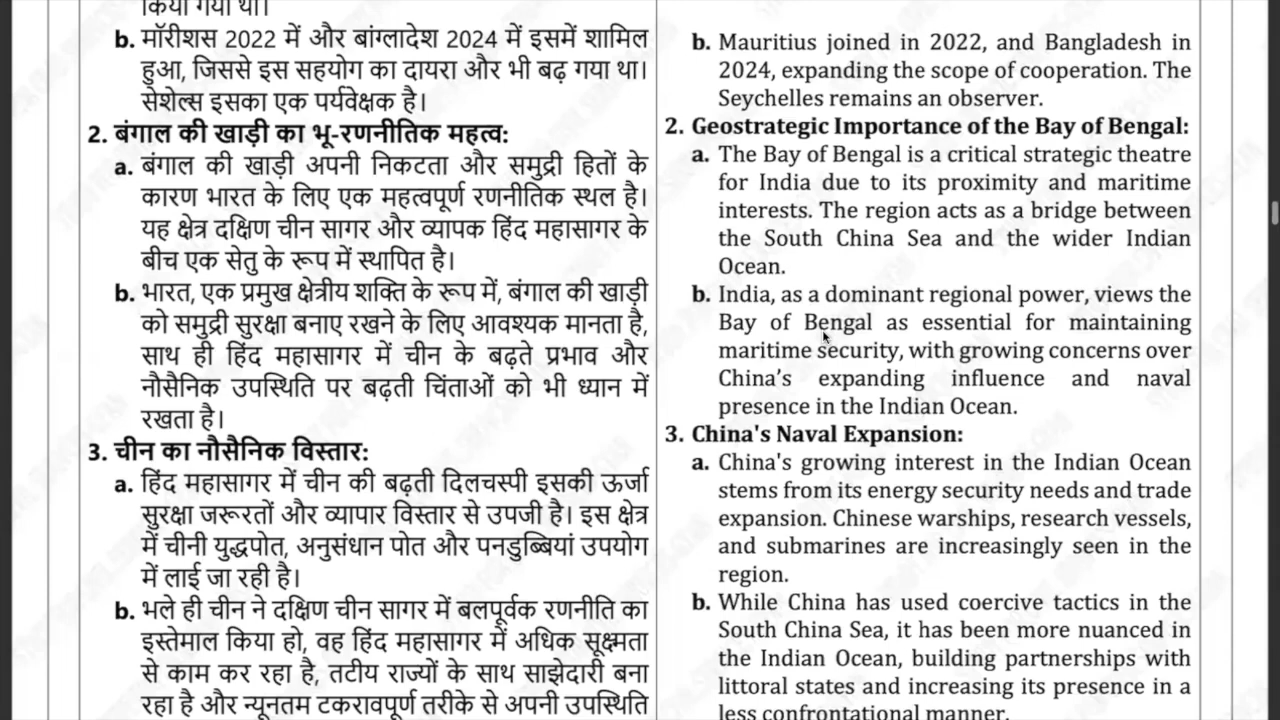 किया गया था।
b. मॉरीशस 2022 में और बांग्लादेश 2024 में इसमें शामिल
हुआ, जिससे इस सहयोग का दायरा और भी बढ़ गया था।
सेशेल्स इसका एक पर्यवेक्षक है।
2. बंगाल की खाड़ी का भू-रणनीतिक महत्व:
a. बंगाल की खाड़ी अपनी निकटता और समुद्री हितों के
कारण भारत के लिए एक महत्वपूर्ण रणनीतिक स्थल है।
यह क्षेत्र दक्षिण चीन सागर और व्यापक हिंद महासागर के
बीच एक सेतु के रूप में स्थापित है।
b. भारत, एक प्रमुख क्षेत्रीय शक्ति के रूप में, बंगाल की खाड़ी
को समुद्री सुरक्षा बनाए रखने के लिए आवश्यक मानता है,
साथ ही हिंद महासागर में चीन के बढ़ते प्रभाव और
नौसैनिक उपस्थिति पर बढ़ती चिंताओं को भी ध्यान में
रखता है।
3. चीन का नौसैनिक विस्तार:
a. हिंद महासागर में चीन की बढ़ती दिलचस्पी इसकी ऊर्जा
सुरक्षा जरूरतों और व्यापार विस्तार से उपजी है। इस क्षेत्र
में चीनी युद्धपोत, अनुसंधान पोत और पनडुब्बियां उपयोग
में लाई जा रही है।
b. भले ही चीन ने दक्षिण चीन सागर में बलपूर्वक रणनीति का
इस्तेमाल किया हो, वह हिंद महासागर में अधिक सूक्ष्मता
से काम कर रहा है, तटीय राज्यों के साथ साझेदारी बना
रहा है और न्यूनतम टकरावपूर्ण तरीके से अपनी उपस्थिति
b. Mauritius joined in 2022, and Bangladesh in
2024, expanding the scope of cooperation. The
Seychelles remains an observer.
2. Geostrategic Importance of the Bay of Bengal:
a. The Bay of Bengal is a critical strategic theatre
for India due to its proximity and maritime
interests. The region acts as a bridge between
the South China Sea and the wider Indian
Ocean.
b. India, as a dominant regional power, views the
Bay of Bengal as essential for maintaining
maritime security, with growing concerns over
China's expanding influence and naval
presence in the Indian Ocean.
3. China's Naval Expansion:
a. China's growing interest in the Indian Ocean
stems from its energy security needs and trade
expansion. Chinese warships, research vessels,
and submarines are increasingly seen in the
region.
b. While China has used coercive tactics in the
South China Sea, it has been more nuanced in
the Indian Ocean, building partnerships with
littoral states and increasing its presence in a
less confrontational manner.